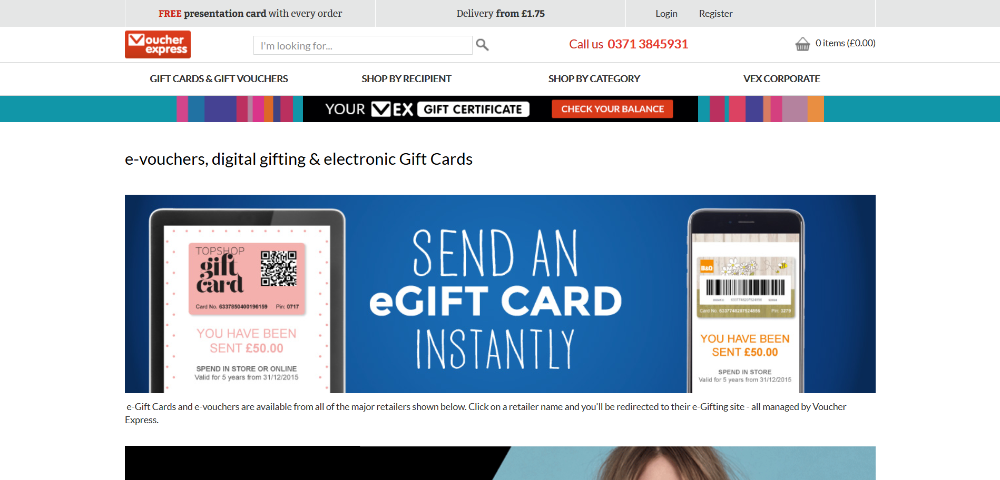 FREE presentation card with every order
Delivery from £1.75
Login
Register
Voucher
express
I'm looking for...
Call us 0371 3845931
0 items (£0.00)
GIFT CARDS & GIFT VOUCHERS
SHOP BY RECIPIENT
SHOP BY CATEGORY
VEX CORPORATE
YOUR VEX GIFT CERTIFICATE
CHECK YOUR BALANCE
e-vouchers, digital gifting & electronic Gift Cards
TOPSHOP
gift
card
Card No. 6337850400196159 Pin: 0717
YOU HAVE BEEN
SENT £50.00
SPEND IN STORE OR ONLINE
Valid for 5 years from 31/12/2015
SEND AN
eGIFT CARD
INSTANTLY
B&Q
6337748207524856
Card No. 6337748207524856 Pin: 3279
YOU HAVE BEEN
SENT £50.00
SPEND IN STORE
Valid for 5 years from 31/12/2015
e-Gift Cards and e-vouchers are available from all of the major retailers shown below. Click on a retailer name and you'll be redirected to their e-Gifting site - all managed by Voucher
Express.